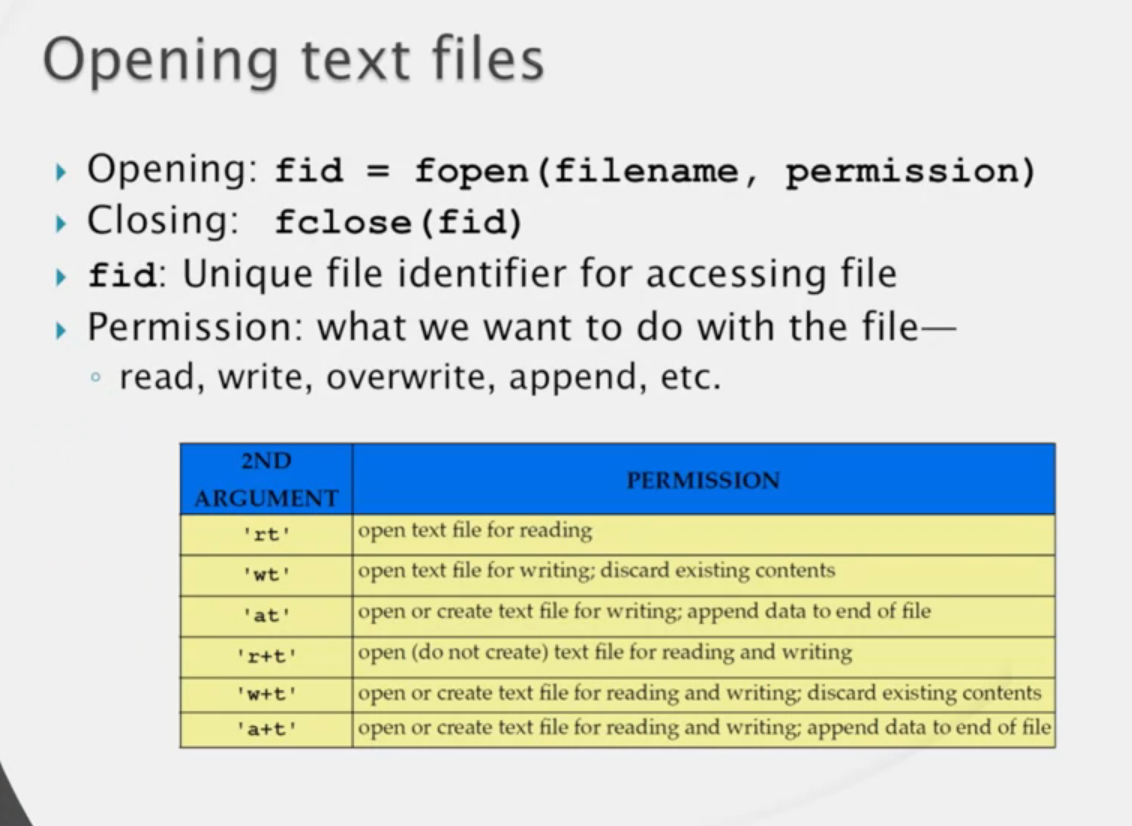 Opening text files
Opening: fid = fopen(filename, permission)
Closing: fclose(fid)
fid: Unique file identifier for accessing file
Permission: what we want to do with the file—
read, write, overwrite, append, etc.
2ND
ARGUMENT
PERMISSION
'rt' open text file for reading
'wt' open text file for writing; discard existing contents
'at' open or create text file for writing; append data to end of file
'r+t' open (do not create) text file for reading and writing
'w+t' open or create text file for reading and writing; discard existing contents
'a+t' open or create text file for reading and writing; append data to end of file